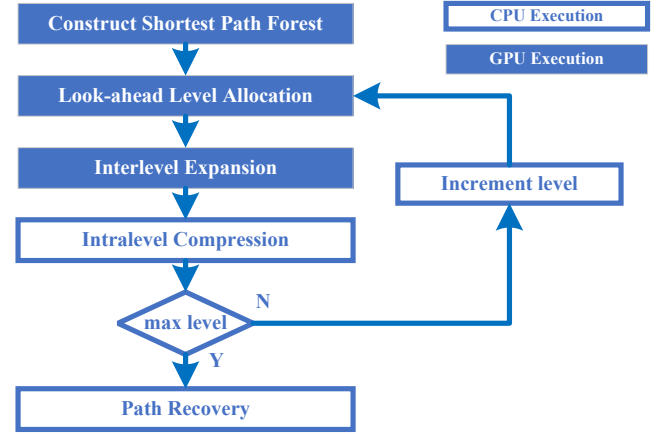 Construct Shortest Path Forest
CPU Execution
GPU Execution
Look-ahead Level Allocation
Interlevel Expansion
Increment level
Intralevel Compression
N
max level
Y
Path Recovery